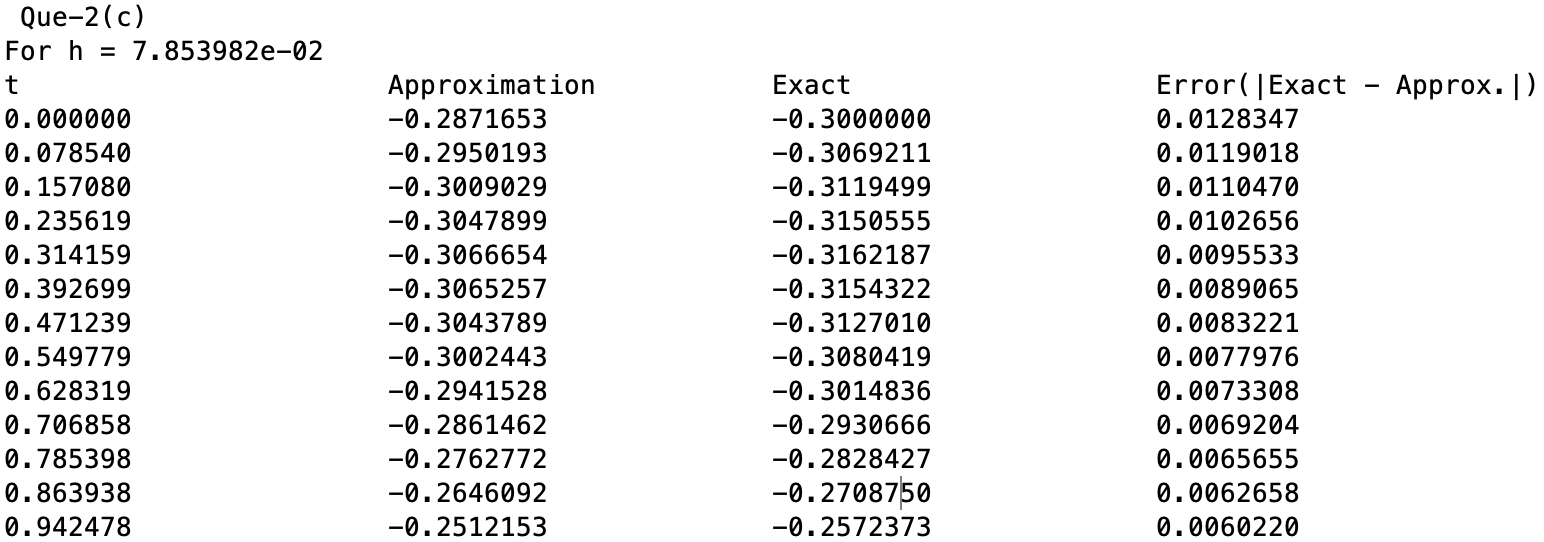 Que-2(c)
For h = 7.853982e-02
t Approximation Exact Error(|Exact - Approx.|)
0.000000 -0.2871653 -0.3000000 0.0128347
0.078540 -0.2950193 -0.3069211 0.0119018
0.157080 -0.3009029 -0.3119499 0.0110470
0.235619 -0.3047899 -0.3150555 0.0102656
0.314159 -0.3066654 -0.3162187 0.0095533
0.392699 -0.3065257 -0.3154322 0.0089065
0.471239 -0.3043789 -0.3127010 0.0083221
0.549779 -0.3002443 -0.3080419 0.0077976
0.628319 -0.2941528 -0.3014836 0.0073308
0.706858 -0.2861462 -0.2930666 0.0069204
0.785398 -0.2762772 -0.2828427 0.0065655
0.863938 -0.2646092 -0.2708750 0.0062658
0.942478 -0.2512153 -0.2572373 0.0060220